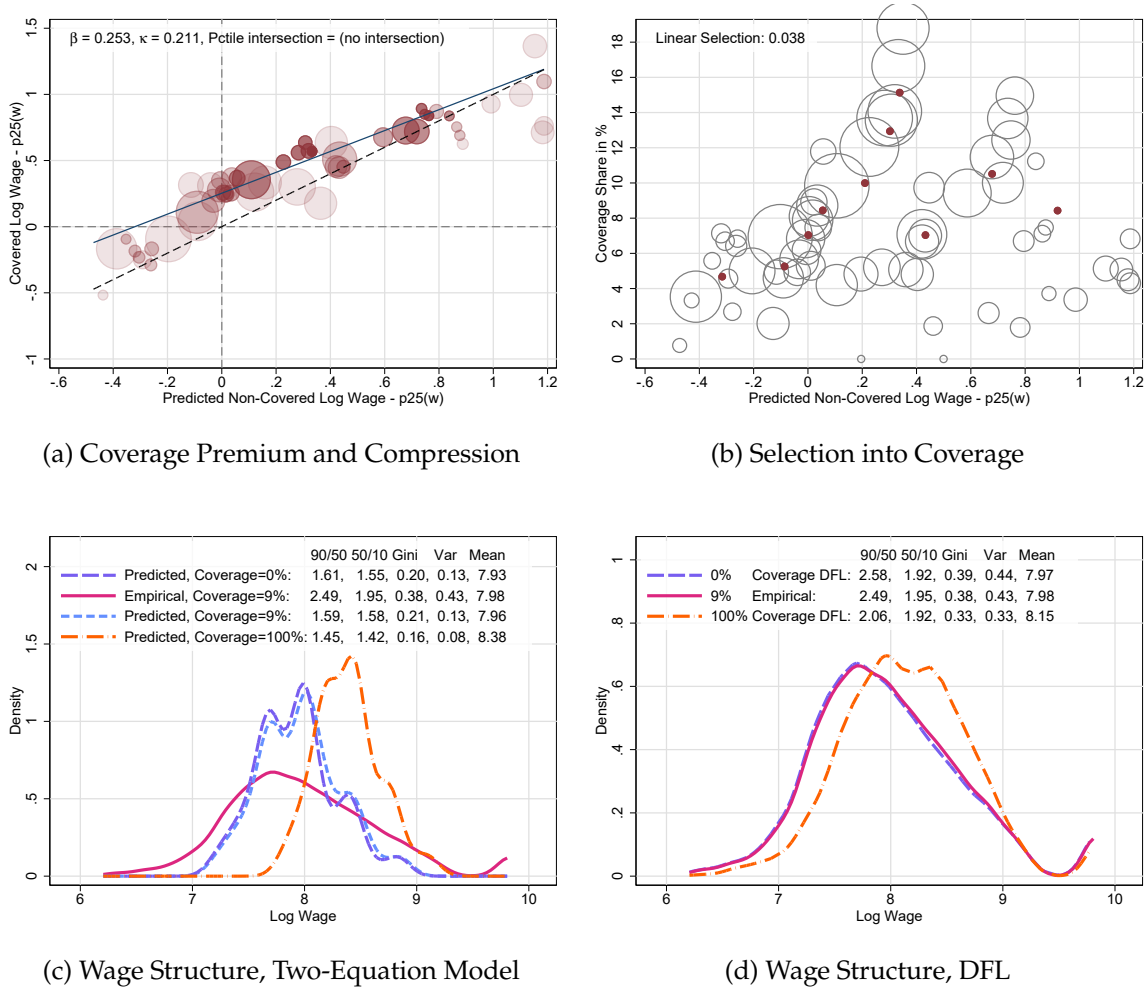 β = 0.253, κ = 0.211, Pctile intersection = (no intersection)
Covered Log Wage - p25(w)
1.5
1
.5
0
-.5
-1
-.6 -.4 -.2 0 .2 .4 .6 .8 1 1.2
Predicted Non-Covered Log Wage - p25(w)
(a) Coverage Premium and Compression
Linear Selection: 0.038
Coverage Share in %
18
16
14
12
10
8
6
4
2
0
-.6 -.4 -.2 0 .2 .4 .6 .8 1 1.2
Predicted Non-Covered Log Wage - p25(w)
(b) Selection into Coverage
90/50 50/10 Gini Var Mean
Predicted, Coverage=0%: 1.61, 1.55, 0.20, 0.13, 7.93
Empirical, Coverage=9%: 2.49, 1.95, 0.38, 0.43, 7.98
Predicted, Coverage=9%: 1.59, 1.58, 0.21, 0.13, 7.96
Predicted, Coverage=100%: 1.45, 1.42, 0.16, 0.08, 8.38
Density
2
1.5
1
.5
0
6 7 8 9 10
Log Wage
(c) Wage Structure, Two-Equation Model
90/50 50/10 Gini Var Mean
0% Coverage DFL: 2.58, 1.92, 0.39, 0.44, 7.97
9% Empirical: 2.49, 1.95, 0.38, 0.43, 7.98
100% Coverage DFL: 2.06, 1.92, 0.33, 0.33, 8.15
Density
1
.8
.6
.4
.2
0
6 7 8 9 10
Log Wage
(d) Wage Structure, DFL